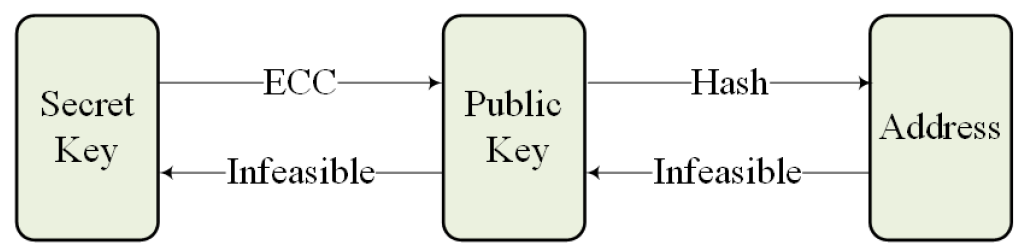 Secret
Key
ECC
Infeasible
Public
Key
Hash
Infeasible
Address